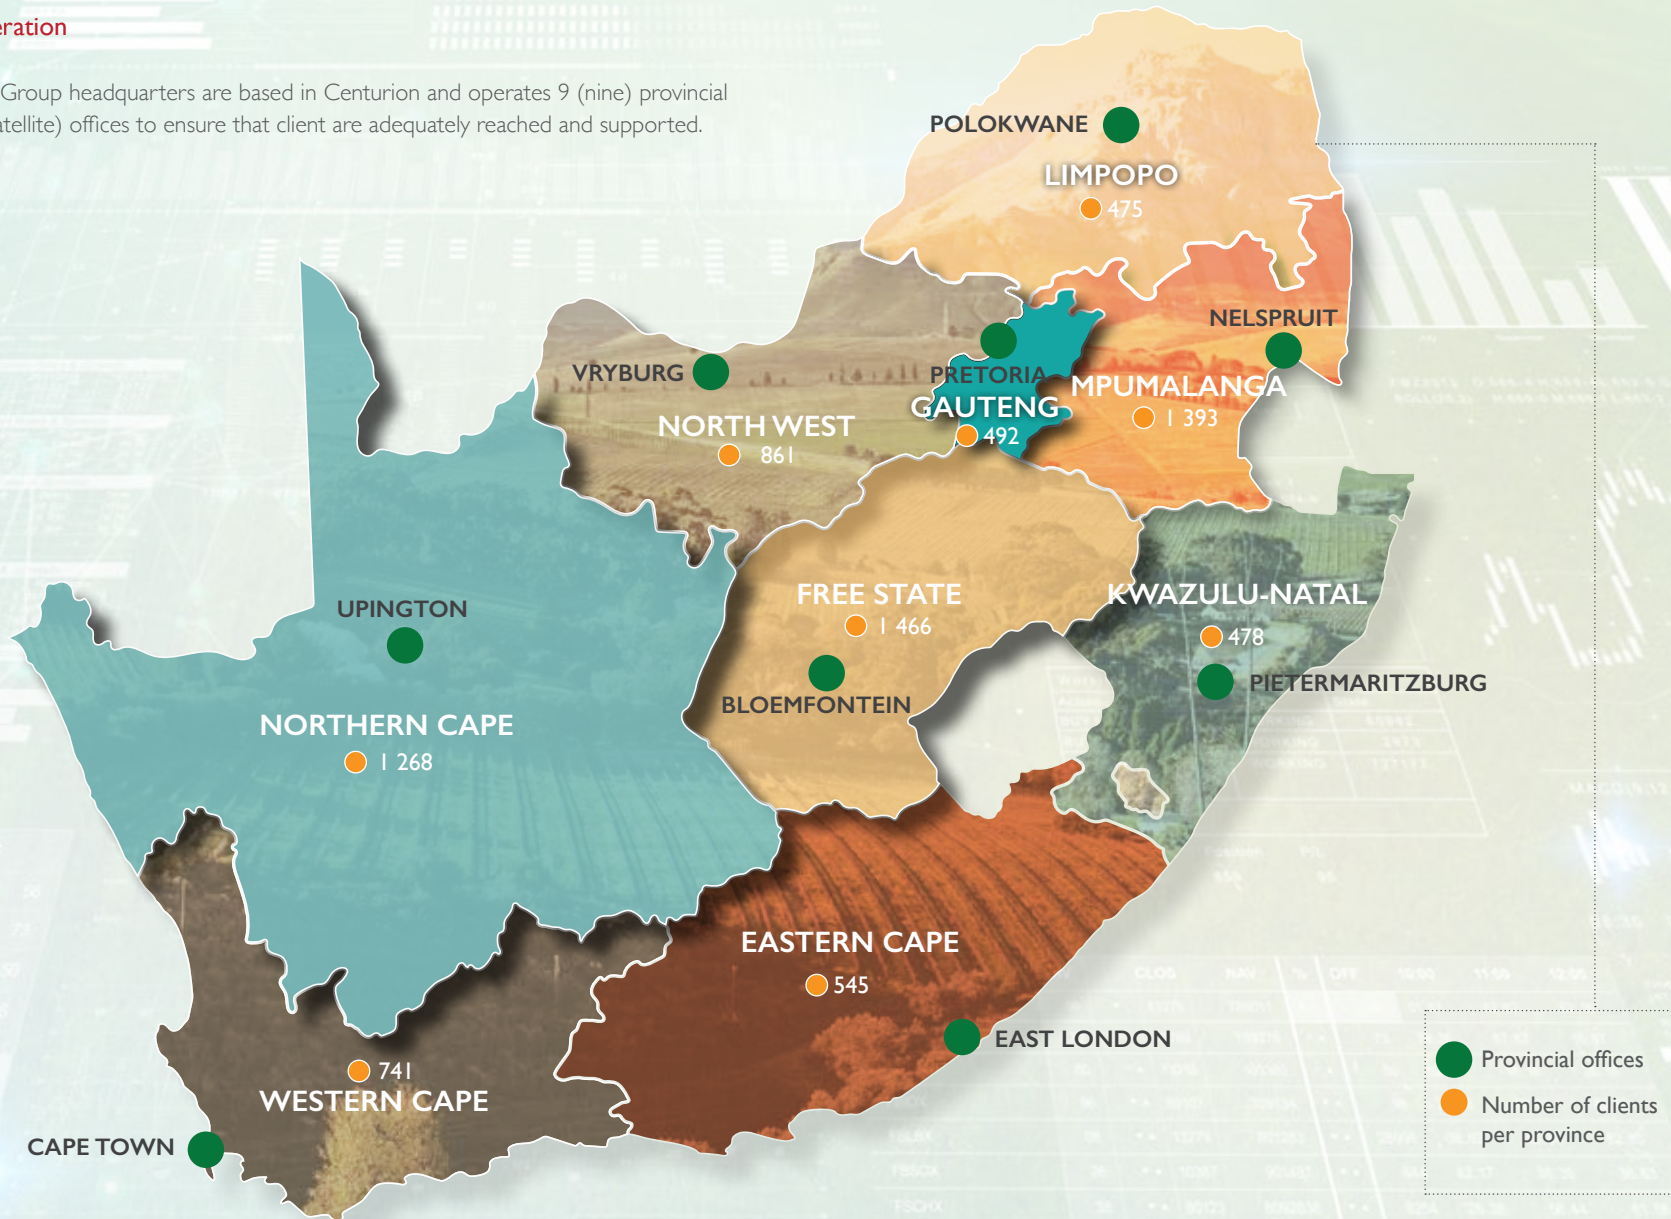 eration
Group headquarters are based in Centurion and operates 9 (nine) provincial
atellite) offices to ensure that client are adequately reached and supported.
POLOKWANE
LIMPOPO
475
NELSPRUIT
MPUMALANGA
1 393
VRYBURG
NORTH WEST
861
PRETORIA
GAUTENG
492
FREE STATE
1 466
BLOEMFONTEIN
KWAZULU-NATAL
478
PIETERMARITZBURG
UPINGTON
NORTHERN CAPE
1 268
EASTERN CAPE
545
EAST LONDON
741
WESTERN CAPE
CAPE TOWN
Provincial offices
Number of clients
per province